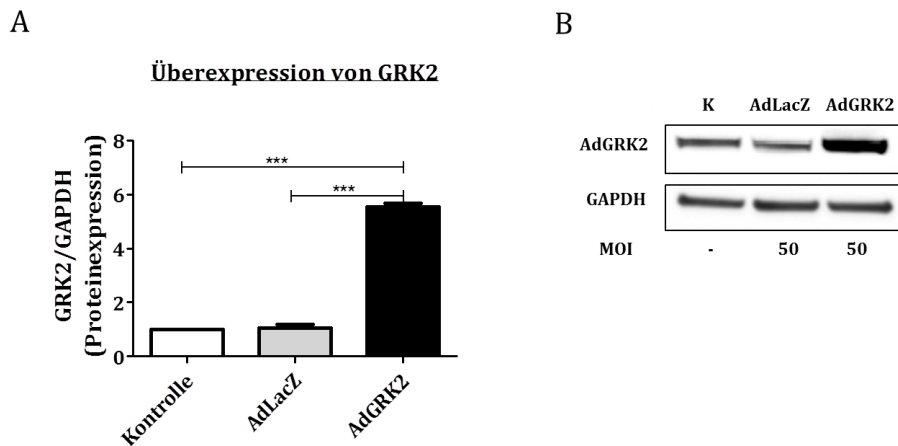 A
Überexpression von GRK2
GRK2/GAPDH
(Proteinexpression)
8
6
4
2
0
***
***
Kontrolle
AdLacZ
AdGRK2
B
K AdLacZ AdGRK2
AdGRK2
GAPDH
MOI - 50 50